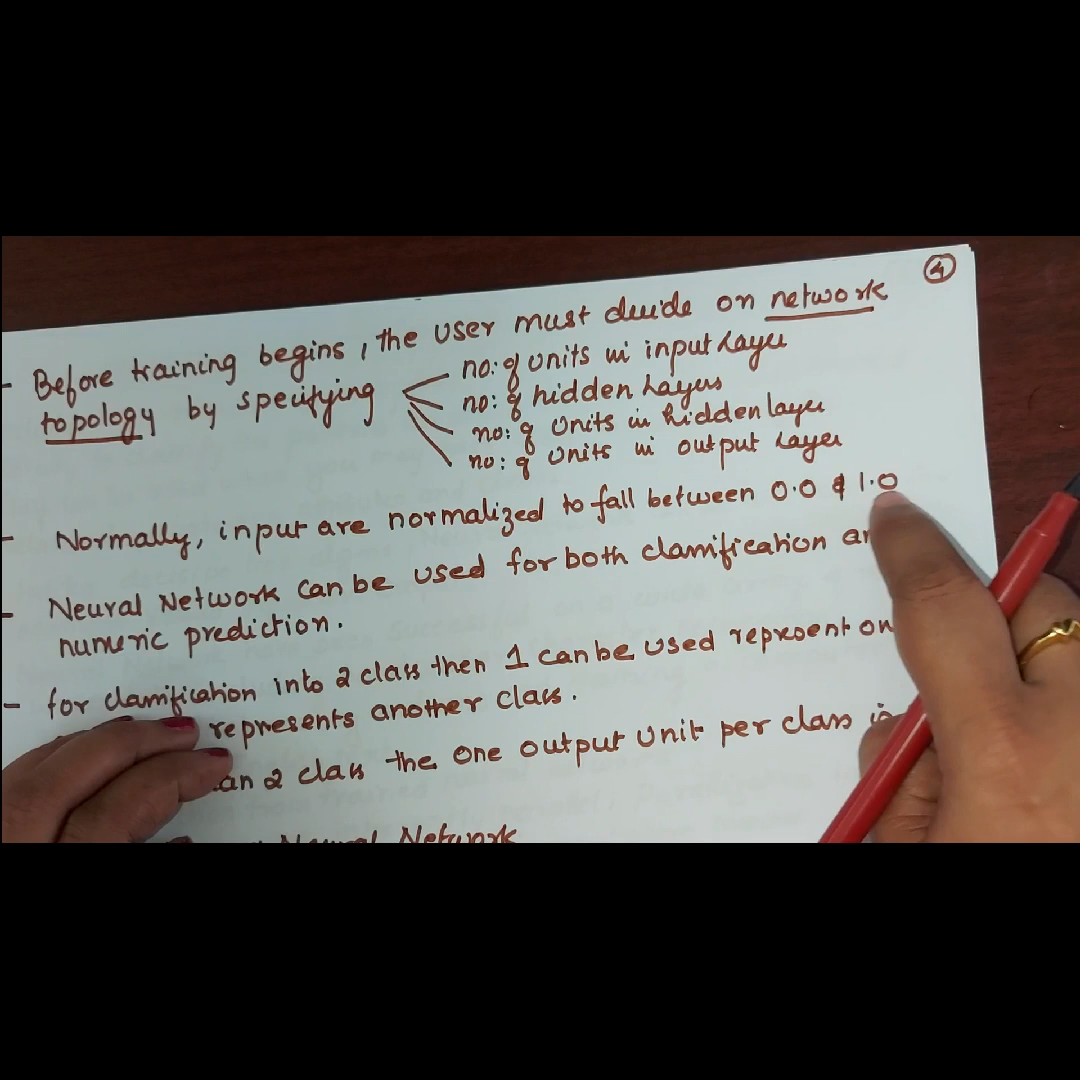 4
- Before training begins, the user must decide on network
topology by specifying
no: of units in input layer
no: of hidden layers
no: of units in hidden layer
no: of units in output layer
- Normally, input are normalized to fall between 0.0 & 1.0
- Neural Network can be used for both classification
numeric prediction.
- for classification into 2 class then 1 can be used represent
represents another class.
2 class the one output unit per class
Neural Network